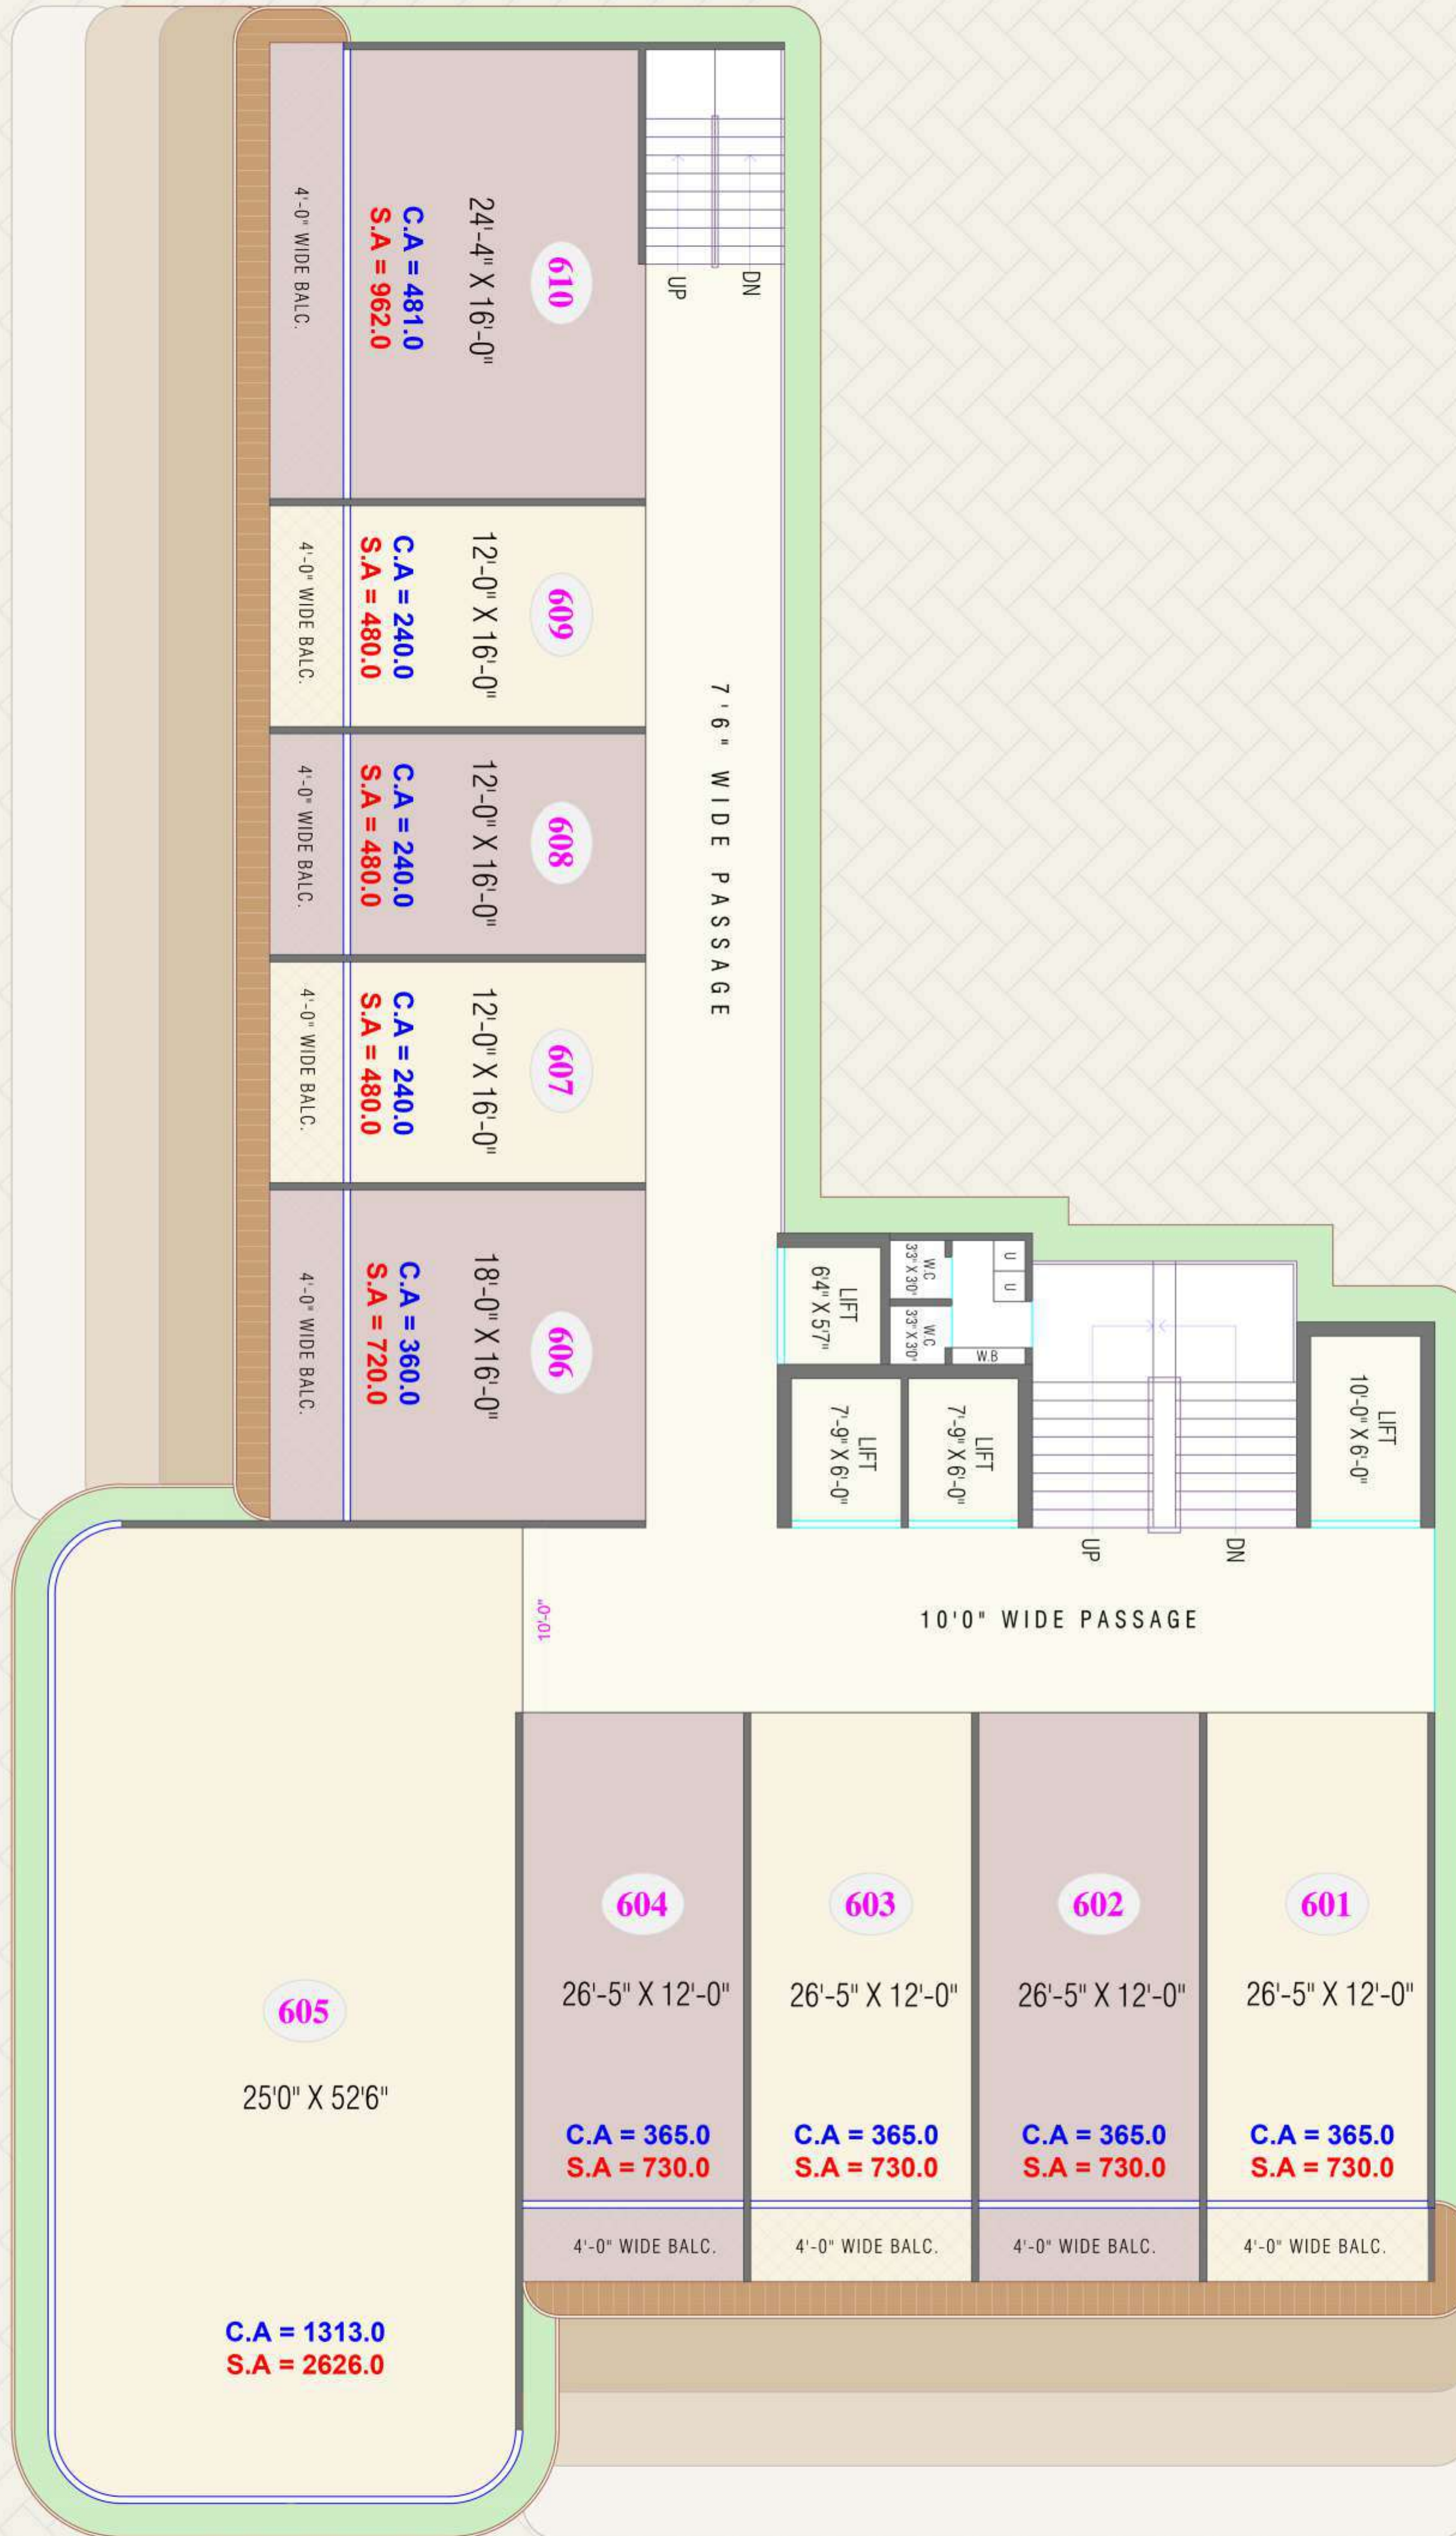 610
24'-4" X 16'-0"
C.A = 481.0
S.A = 962.0
4'-0" WIDE BALC.
DN
UP
609
12'-0" X 16'-0"
C.A = 240.0
S.A = 480.0
4'-0" WIDE BALC.
608
12'-0" X 16'-0"
C.A = 240.0
S.A = 480.0
4'-0" WIDE BALC.
7'6" WIDE PASSAGE
607
12'-0" X 16'-0"
C.A = 240.0
S.A = 480.0
4'-0" WIDE BALC.
606
18'-0" X 16'-0"
C.A = 360.0
S.A = 720.0
4'-0" WIDE BALC.
LIFT
6'4" X 5'7"
W.C
3'3" X 3'0"
W.C
3'3" X 3'0"
U
U
W.B
LIFT
7'-9" X 6'-0"
LIFT
7'-9" X 6'-0"
LIFT
10'-0" X 6'-0"
UP
DN
10'-0"
10'0" WIDE PASSAGE
604
26'-5" X 12'-0"
C.A = 365.0
S.A = 730.0
4'-0" WIDE BALC.
603
26'-5" X 12'-0"
C.A = 365.0
S.A = 730.0
4'-0" WIDE BALC.
602
26'-5" X 12'-0"
C.A = 365.0
S.A = 730.0
4'-0" WIDE BALC.
601
26'-5" X 12'-0"
C.A = 365.0
S.A = 730.0
4'-0" WIDE BALC.
605
25'0" X 52'6"
C.A = 1313.0
S.A = 2626.0